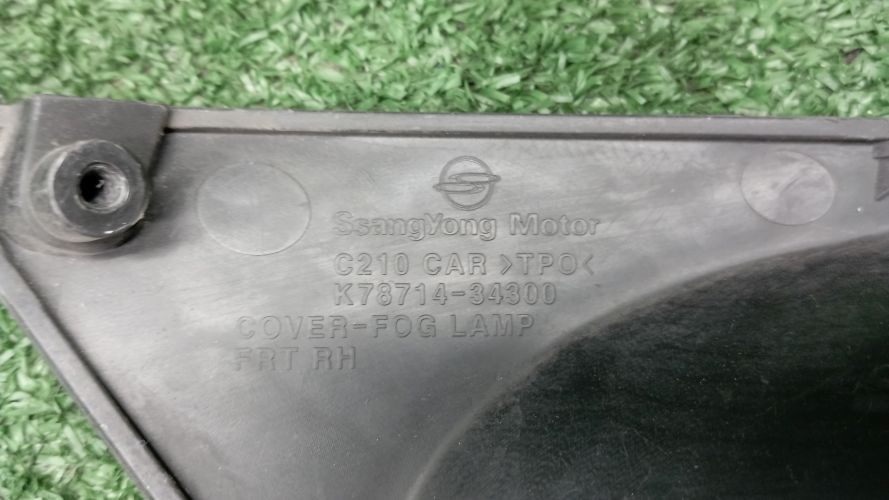 SsangYong Motor
C210 CAR >TPO<
K78714-34300
COVER-FOG LAMP
FRT RH